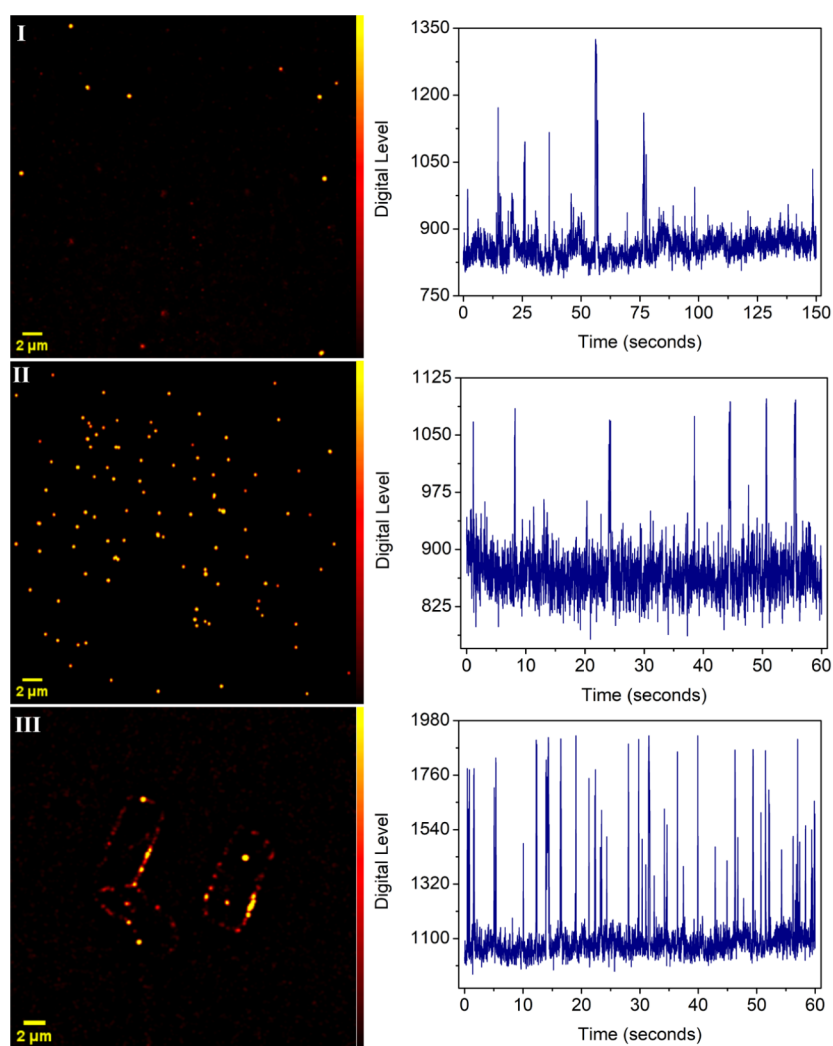 I
2 μm
Digital Level
1350
1200
1050
900
750
0 25 50 75 100 125 150
Time (seconds)
II
2 μm
Digital Level
1125
1050
975
900
825
0 10 20 30 40 50 60
Time (seconds)
III
2 μm
Digital Level
1980
1760
1540
1320
1100
0 10 20 30 40 50 60
Time (seconds)